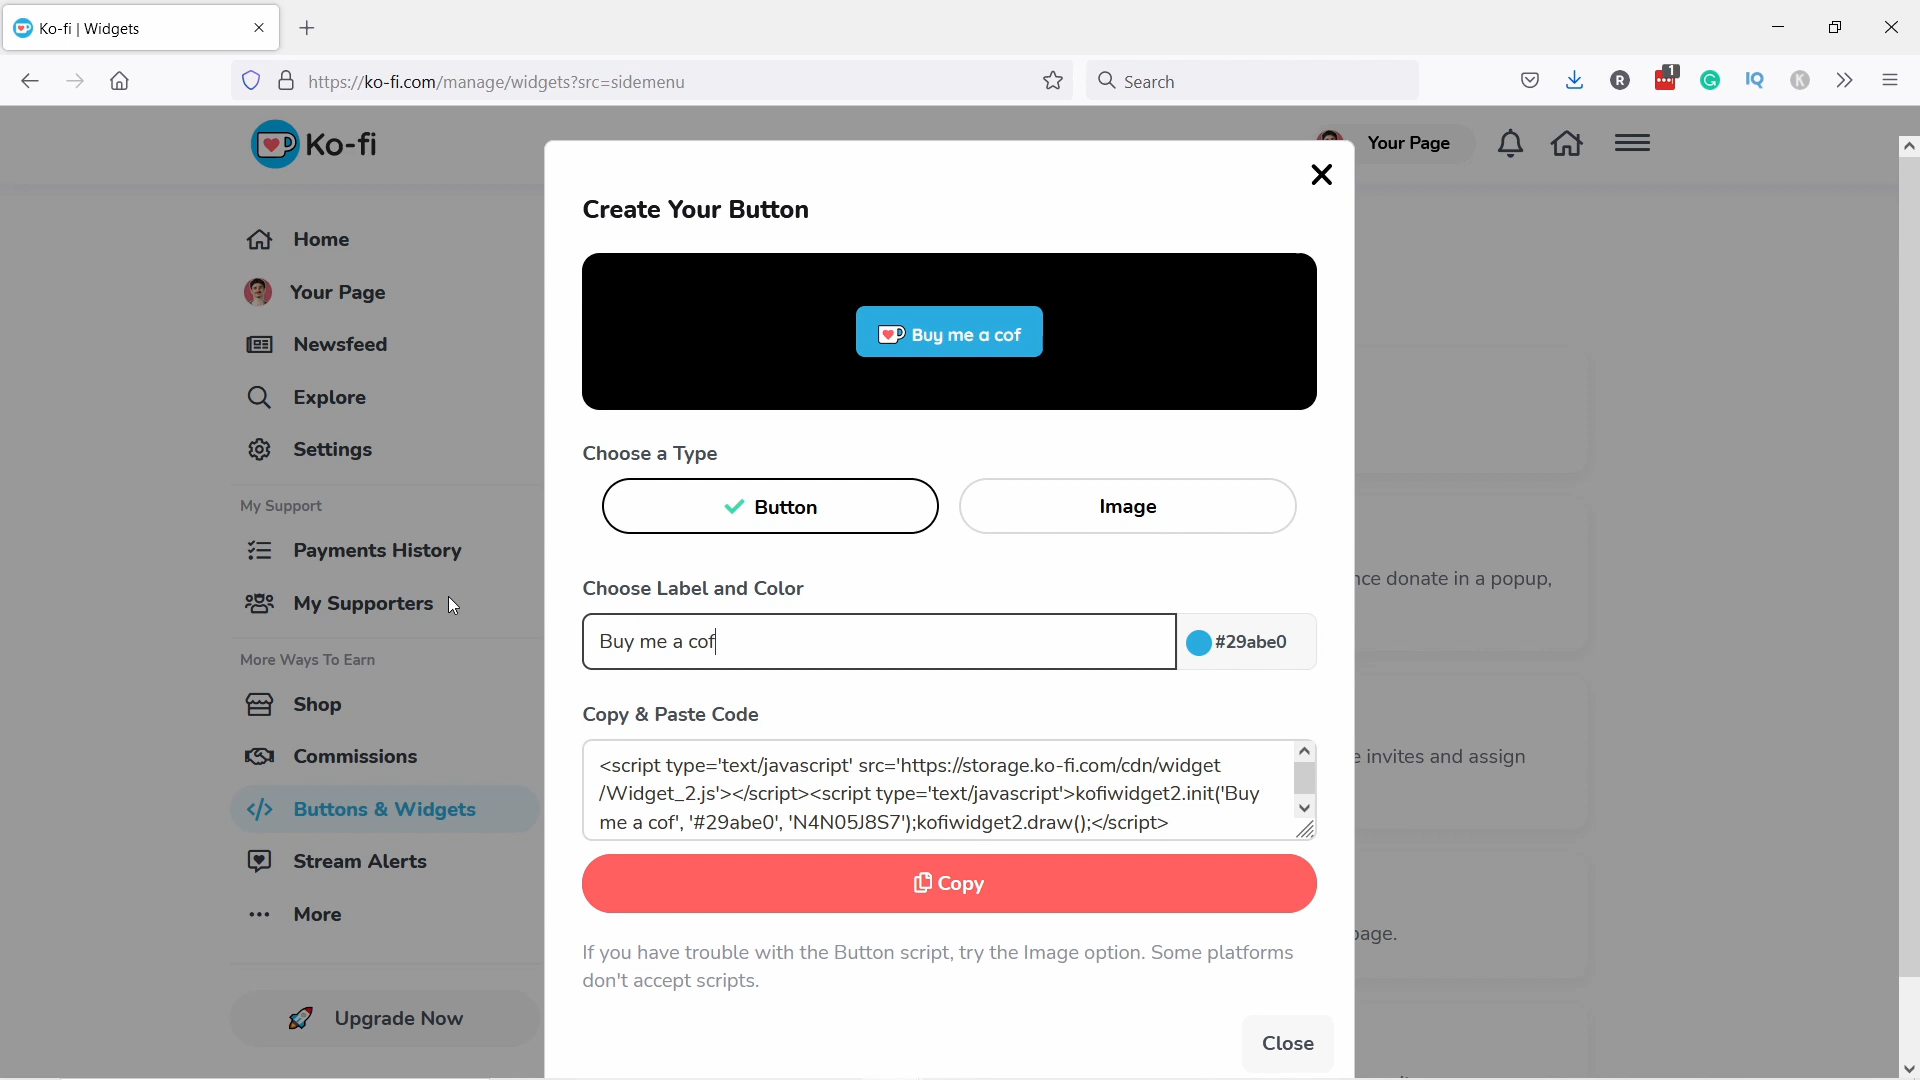 Ko-fi | Widgets
https://ko-fi.com/manage/widgets?src=sidemenu
Search
R
1
IQ
K
Ko-fi
Your Page
Home
Your Page
Newsfeed
Explore
Settings
My Support
Payments History
My Supporters
More Ways To Earn
Shop
Commissions
Buttons & Widgets
Stream Alerts
More
Upgrade Now
Create Your Button
Buy me a cof
Choose a Type
Button
Image
Choose Label and Color
Buy me a cof
#29abe0
Copy & Paste Code
<script type='text/javascript' src='https://storage.ko-fi.com/cdn/widget
/Widget_2.js'></script><script type='text/javascript'>kofiwidget2.init('Buy
me a cof', '#29abe0', 'N4N05J8S7');kofiwidget2.draw();</script>
Copy
If you have trouble with the Button script, try the Image option. Some platforms
don't accept scripts.
Close
nce donate in a popup,
e invites and assign
page.